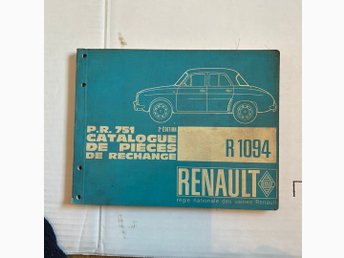 P.R. 751
2e EDITION
CATALOGUE
DE PIÈCES
DE RECHANGE
R 1094
RENAULT
régie nationale des usines Renault